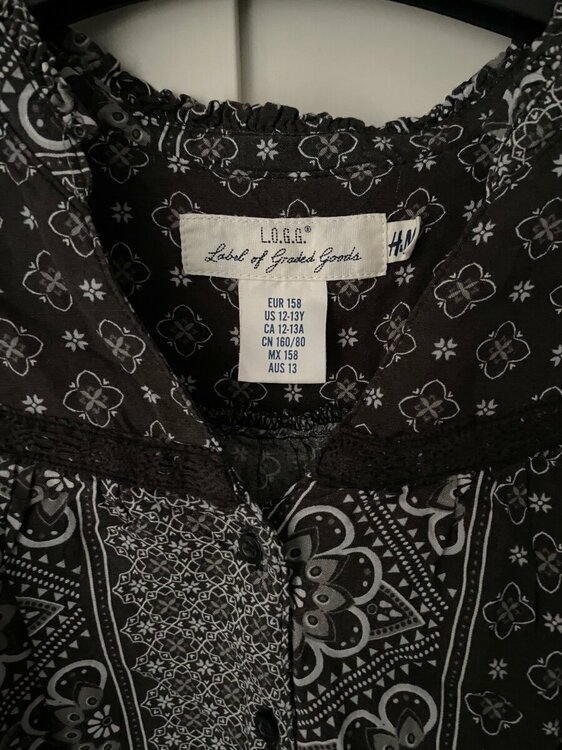 L.O.G.G.®
Label of Graded Goods
H&M
EUR 158
US 12-13Y
CA 12-13A
CN 160/80
MX 158
AUS 13